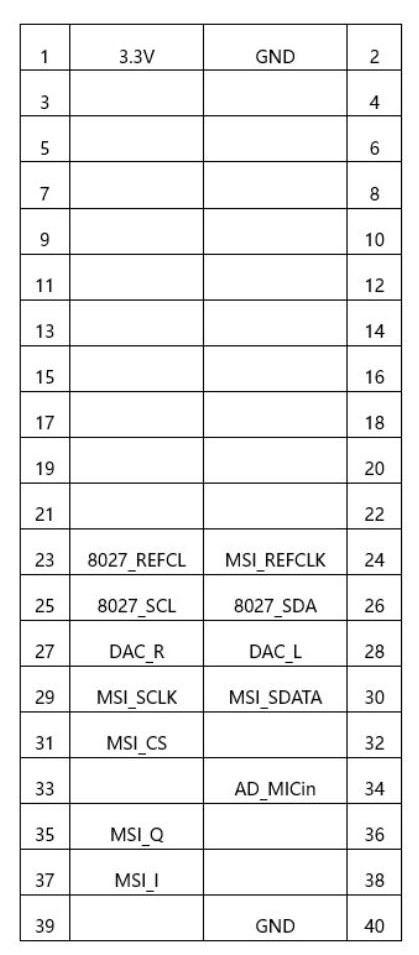 1 3.3V GND 2
3 4
5 6
7 8
9 10
11 12
13 14
15 16
17 18
19 20
21 22
23 8027_REFCL MSI_REFCLK 24
25 8027_SCL 8027_SDA 26
27 DAC_R DAC_L 28
29 MSI_SCLK MSI_SDATA 30
31 MSI_CS 32
33 AD_MICin 34
35 MSI_Q 36
37 MSI_I 38
39 GND 40